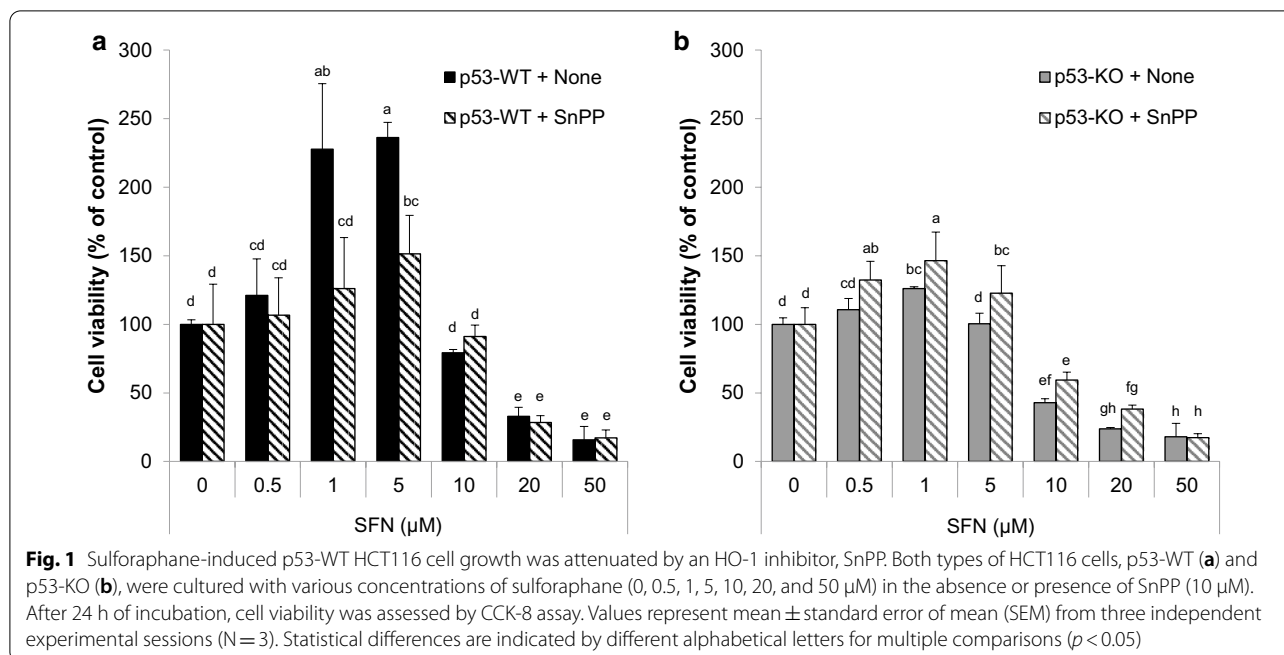 a
300
250
200
150
100
50
0
Cell viability (% of control)
p53-WT + None
p53-WT + SnPP
d d cd cd ab cd a bc d d e e e e
0 0.5 1 5 10 20 50
SFN (µM)
b
300
250
200
150
100
50
0
Cell viability (% of control)
p53-KO + None
p53-KO + SnPP
d d cd ab bc a d bc ef e gh fg h h
0 0.5 1 5 10 20 50
SFN (µM)
Fig. 1 Sulforaphane-induced p53-WT HCT116 cell growth was attenuated by an HO-1 inhibitor, SnPP. Both types of HCT116 cells, p53-WT (a) and
p53-KO (b), were cultured with various concentrations of sulforaphane (0, 0.5, 1, 5, 10, 20, and 50 µM) in the absence or presence of SnPP (10 µM).
After 24 h of incubation, cell viability was assessed by CCK-8 assay. Values represent mean ± standard error of mean (SEM) from three independent
experimental sessions (N = 3). Statistical differences are indicated by different alphabetical letters for multiple comparisons (p < 0.05)